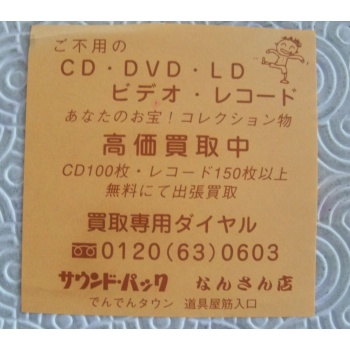 ご不用の
CD・DVD・LD
ビデオ・レコード
あなたのお宝！コレクション物
高価買取中
CD100枚・レコード150枚以上
無料にて出張買取
買取専用ダイヤル
0120(63)0603
サウンド・パック なんさん店
でんでんタウン 道具屋筋入口